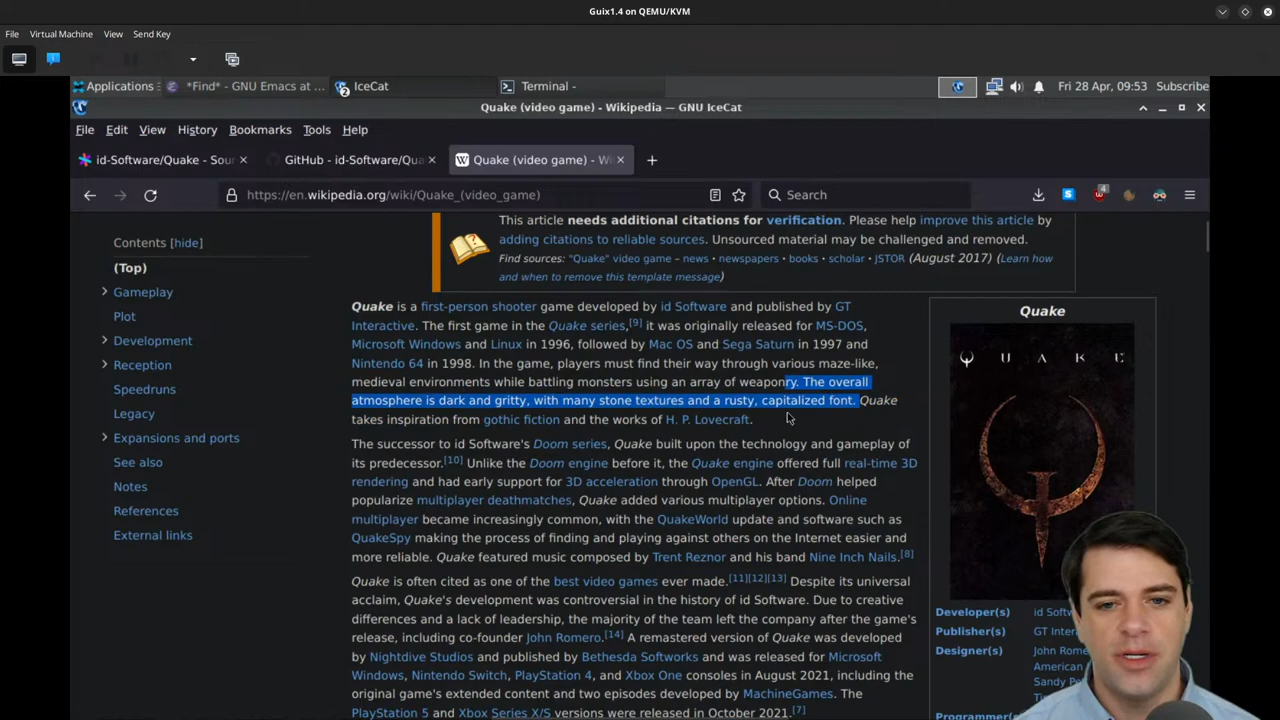 Guix1.4 on QEMU/KVM
File Virtual Machine View Send Key
Applications *Find* - GNU Emacs at ... IceCat Terminal - Fri 28 Apr, 09:53 Subscribe
Quake (video game) - Wikipedia — GNU IceCat
File Edit View History Bookmarks Tools Help
id-Software/Quake - Sour GitHub - id-Software/Qua Quake (video game) - Wi
https://en.wikipedia.org/wiki/Quake_(video_game) Search 4
Contents [hide]
(Top)
Gameplay
Plot
Development
Reception
Speedruns
Legacy
Expansions and ports
See also
Notes
References
External links
This article needs additional citations for verification. Please help improve this article by
adding citations to reliable sources. Unsourced material may be challenged and removed.
Find sources: "Quake" video game – news · newspapers · books · scholar · JSTOR (August 2017) (Learn how
and when to remove this template message)
Quake is a first-person shooter game developed by id Software and published by GT
Interactive. The first game in the Quake series,[9] it was originally released for MS-DOS,
Microsoft Windows and Linux in 1996, followed by Mac OS and Sega Saturn in 1997 and
Nintendo 64 in 1998. In the game, players must find their way through various maze-like,
medieval environments while battling monsters using an array of weaponry. The overall
atmosphere is dark and gritty, with many stone textures and a rusty, capitalized font. Quake
takes inspiration from gothic fiction and the works of H. P. Lovecraft.
The successor to id Software's Doom series, Quake built upon the technology and gameplay of
its predecessor.[10] Unlike the Doom engine before it, the Quake engine offered full real-time 3D
rendering and had early support for 3D acceleration through OpenGL. After Doom helped
popularize multiplayer deathmatches, Quake added various multiplayer options. Online
multiplayer became increasingly common, with the QuakeWorld update and software such as
QuakeSpy making the process of finding and playing against others on the Internet easier and
more reliable. Quake featured music composed by Trent Reznor and his band Nine Inch Nails.[8]
Quake is often cited as one of the best video games ever made.[11][12][13] Despite its universal
acclaim, Quake's development was controversial in the history of id Software. Due to creative
differences and a lack of leadership, the majority of the team left the company after the game's
release, including co-founder John Romero.[14] A remastered version of Quake was developed
by Nightdive Studios and published by Bethesda Softworks and was released for Microsoft
Windows, Nintendo Switch, PlayStation 4, and Xbox One consoles in August 2021, including the
original game's extended content and two episodes developed by MachineGames. The
PlayStation 5 and Xbox Series X/S versions were released in October 2021.[7]
Quake
QUAKE
Developer(s) id Softw
Publisher(s) GT Inter
Designer(s) John Rome
American
Sandy Pe
Programmer(s)